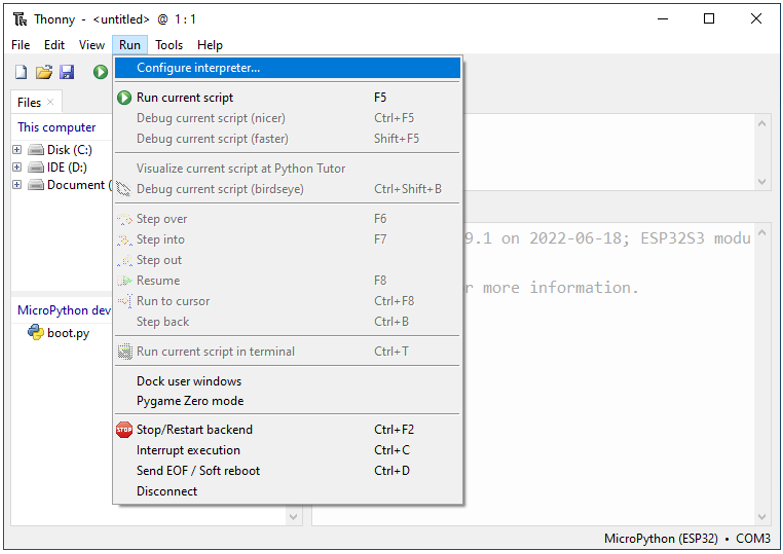 Thonny - <untitled> @ 1 : 1
File Edit View Run Tools Help
Configure interpreter...
Files ×
Run current script F5
This computer
Debug current script (nicer) Ctrl+F5
Debug current script (faster) Shift+F5
Disk (C:)
IDE (D:)
Document (
Visualize current script at Python Tutor
Debug current script (birdseye) Ctrl+Shift+B
Step over F6
Step into F7
9.1 on 2022-06-18; ESP32S3 modu
Step out
Resume F8
r more information.
Run to cursor Ctrl+F8
MicroPython dev
Step back Ctrl+B
boot.py
Run current script in terminal Ctrl+T
Dock user windows
Pygame Zero mode
STOP
Stop/Restart backend Ctrl+F2
Interrupt execution Ctrl+C
Send EOF / Soft reboot Ctrl+D
Disconnect
MicroPython (ESP32) • COM3